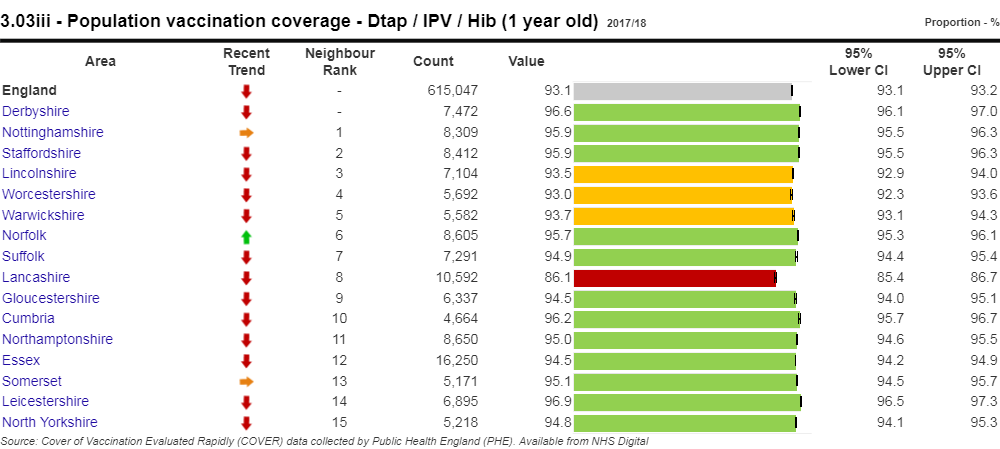 3.03iii - Population vaccination coverage - Dtap / IPV / Hib (1 year old) 2017/18 Proportion - %
Area Recent Trend Neighbour Rank Count Value 95% Lower CI 95% Upper CI
England - 615,047 93.1 93.1 93.2
Derbyshire - 7,472 96.6 96.1 97.0
Nottinghamshire 1 8,309 95.9 95.5 96.3
Staffordshire 2 8,412 95.9 95.5 96.3
Lincolnshire 3 7,104 93.5 92.9 94.0
Worcestershire 4 5,692 93.0 92.3 93.6
Warwickshire 5 5,582 93.7 93.1 94.3
Norfolk 6 8,605 95.7 95.3 96.1
Suffolk 7 7,291 94.9 94.4 95.4
Lancashire 8 10,592 86.1 85.4 86.7
Gloucestershire 9 6,337 94.5 94.0 95.1
Cumbria 10 4,664 96.2 95.7 96.7
Northamptonshire 11 8,650 95.0 94.6 95.5
Essex 12 16,250 94.5 94.2 94.9
Somerset 13 5,171 95.1 94.5 95.7
Leicestershire 14 6,895 96.9 96.5 97.3
North Yorkshire 15 5,218 94.8 94.1 95.3
Source: Cover of Vaccination Evaluated Rapidly (COVER) data collected by Public Health England (PHE). Available from NHS Digital